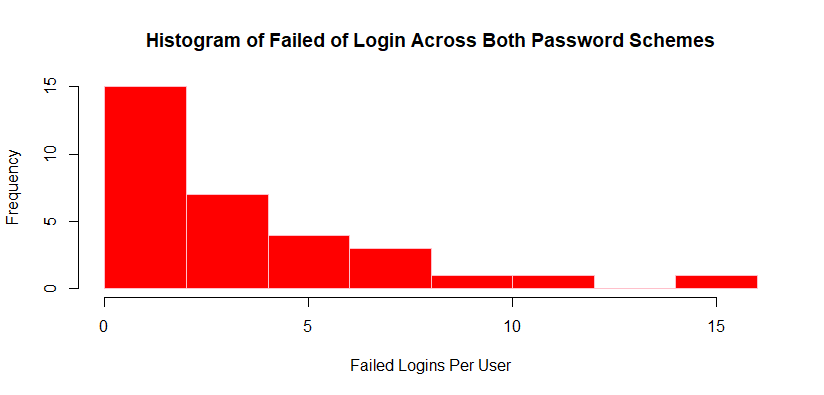 Histogram of Failed of Login Across Both Password Schemes
Frequency
15
10
5
0
0 5 10 15
Failed Logins Per User